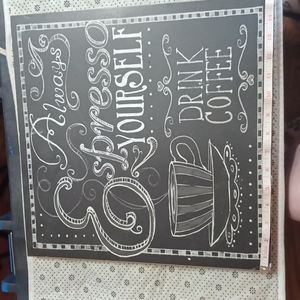 Always
Espresso
YOURSELF
DRINK
COFFEE